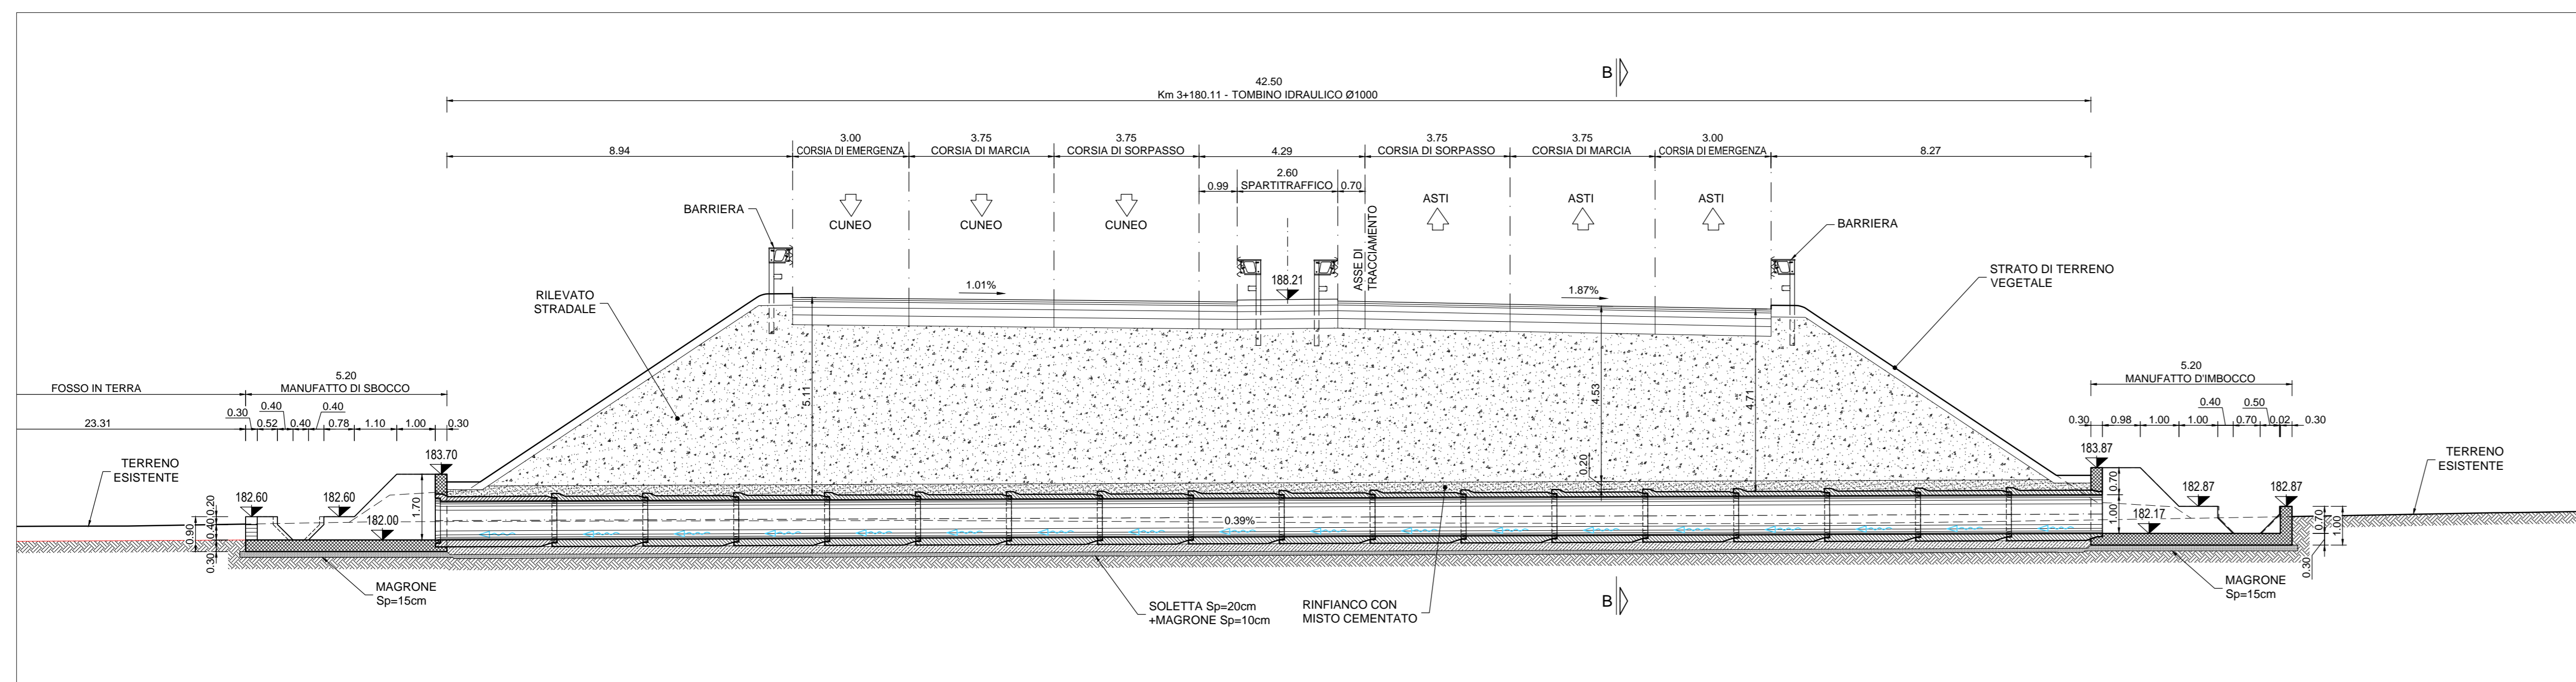 B
42.50
Km 3+180.11 - TOMBINO IDRAULICO Ø1000
8.94
3.00
CORSIA DI EMERGENZA
3.75
CORSIA DI MARCIA
3.75
CORSIA DI SORPASSO
4.29
3.75
CORSIA DI SORPASSO
3.75
CORSIA DI MARCIA
3.00
CORSIA DI EMERGENZA
8.27
0.99
2.60
SPARTITRAFFICO
0.70
BARRIERA
CUNEO
CUNEO
CUNEO
ASSE DI
TRACCIAMENTO
ASTI
ASTI
ASTI
BARRIERA
RILEVATO
STRADALE
1.01%
188.21
1.87%
STRATO DI TERRENO
VEGETALE
5.11
4.53
4.71
0.20
FOSSO IN TERRA
5.20
MANUFATTO DI SBOCCO
23.31
0.30
0.52
0.40
0.40
0.40
0.78
1.10
1.00
0.30
5.20
MANUFATTO D'IMBOCCO
0.30
0.98
1.00
1.00
0.40
0.70
0.50
0.02
0.30
TERRENO
ESISTENTE
182.60
182.60
183.70
182.00
1.70
0.90
0.20
0.40
0.30
0.39%
183.87
0.70
1.00
182.87
182.17
182.87
0.70
1.00
0.30
TERRENO
ESISTENTE
MAGRONE
Sp=15cm
SOLETTA Sp=20cm
+MAGRONE Sp=10cm
RINFIANCO CON
MISTO CEMENTATO
B
MAGRONE
Sp=15cm